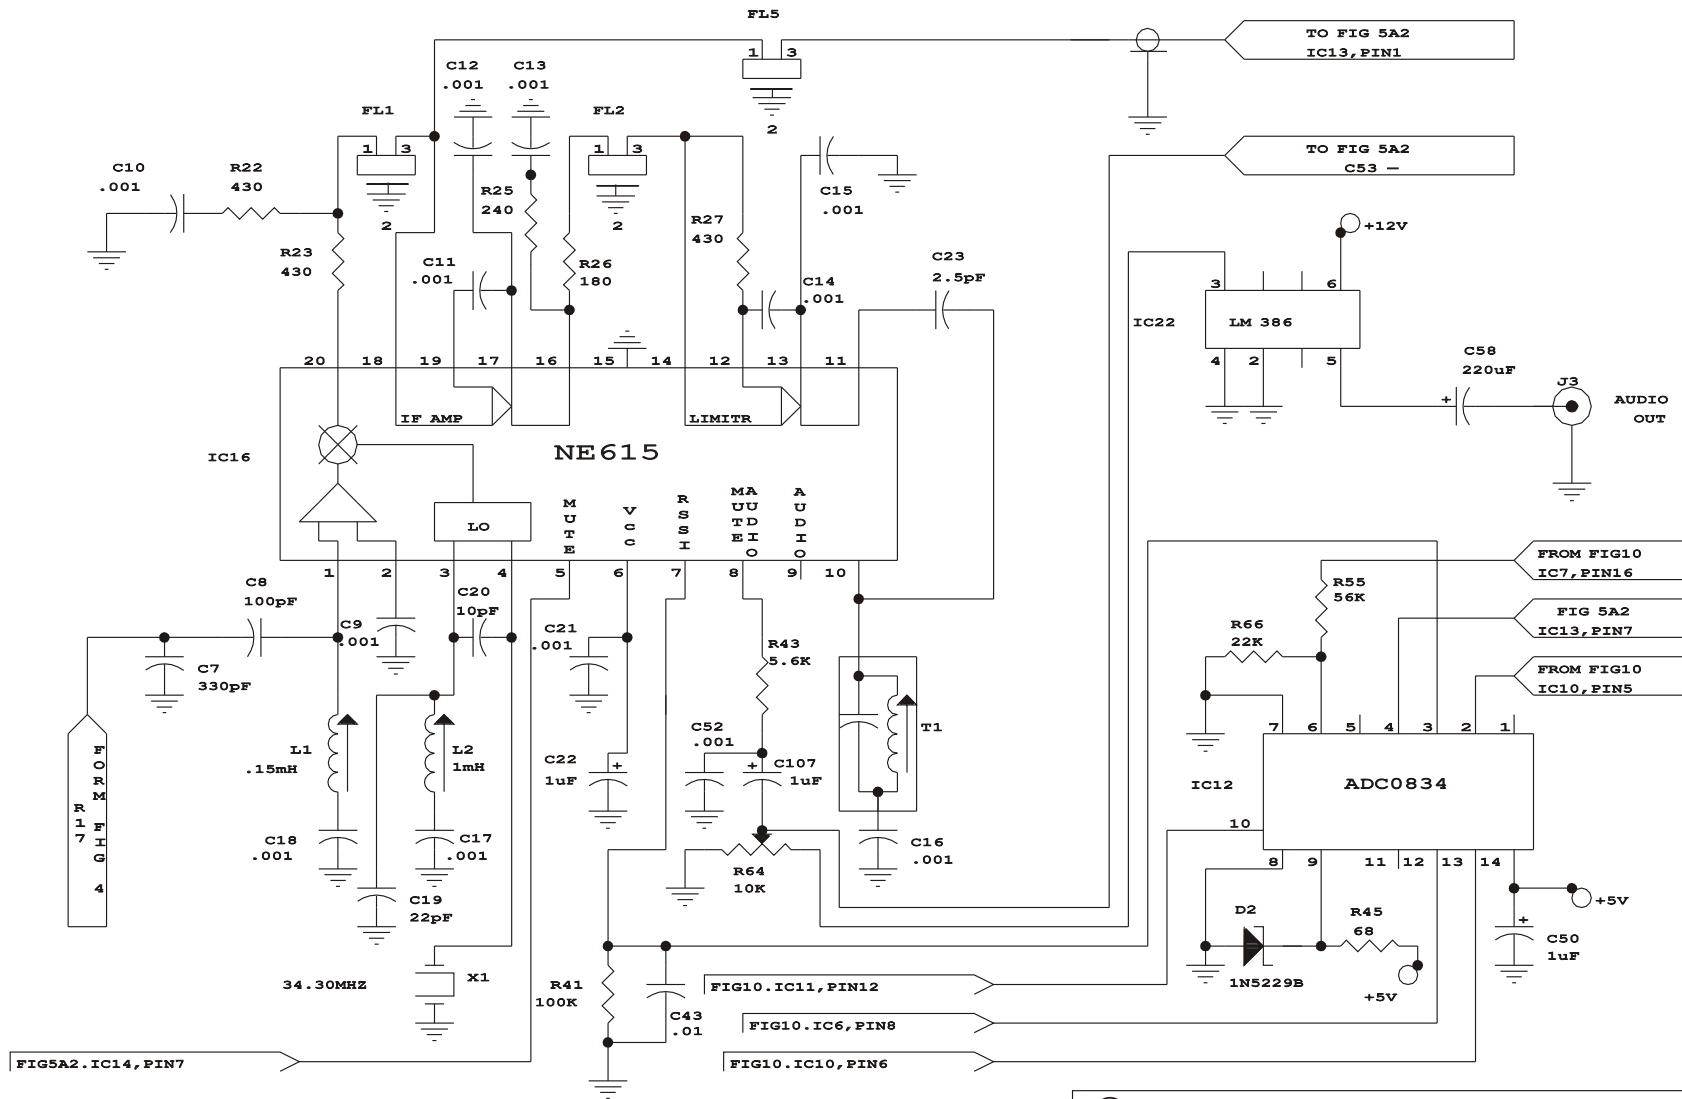 FL5
1 3
2
TO FIG 5A2
IC13,PIN1
C12
.001
C13
.001
FL1
1 3
2
FL2
1 3
2
TO FIG 5A2
C53 —
C10
.001
R22
430
R25
240
C15
.001
R27
430
+12V
R23
430
C11
.001
R26
180
C14
.001
C23
2.5pF
3 6
IC22
LM 386
4 2 5
C58
220uF
+
J3
AUDIO
OUT
20 18 19 17 16 15 14 12 13 11
IF AMP
LIMITR
IC16
NE615
LO
MUTE
VCC
RSSI
MUTE
AUDIO
AUDIO
1 2 3 4 5 6 7 8 9 10
FROM FIG10
IC7,PIN16
R55
56K
FIG 5A2
IC13,PIN7
R66
22K
FROM FIG10
IC10,PIN5
C8
100pF
C9
.001
C20
10pF
C21
.001
R43
5.6K
C7
330pF
T1
7 6 5 4 3 2 1
FORM FIG 4
R17
L1
.15mH
L2
1mH
C22
1uF
+
C52
.001
+
C107
1uF
IC12
ADC0834
10
8 9 11 12 13 14
C18
.001
C17
.001
C16
.001
R64
10K
C19
22pF
D2
1N5229B
R45
68
+5V
+5V
+
C50
1uF
34.30MHZ
X1
R41
100K
C43
.01
FIG10.IC11,PIN12
FIG10.IC6,PIN8
FIG5A2.IC14,PIN7
FIG10.IC10,PIN6